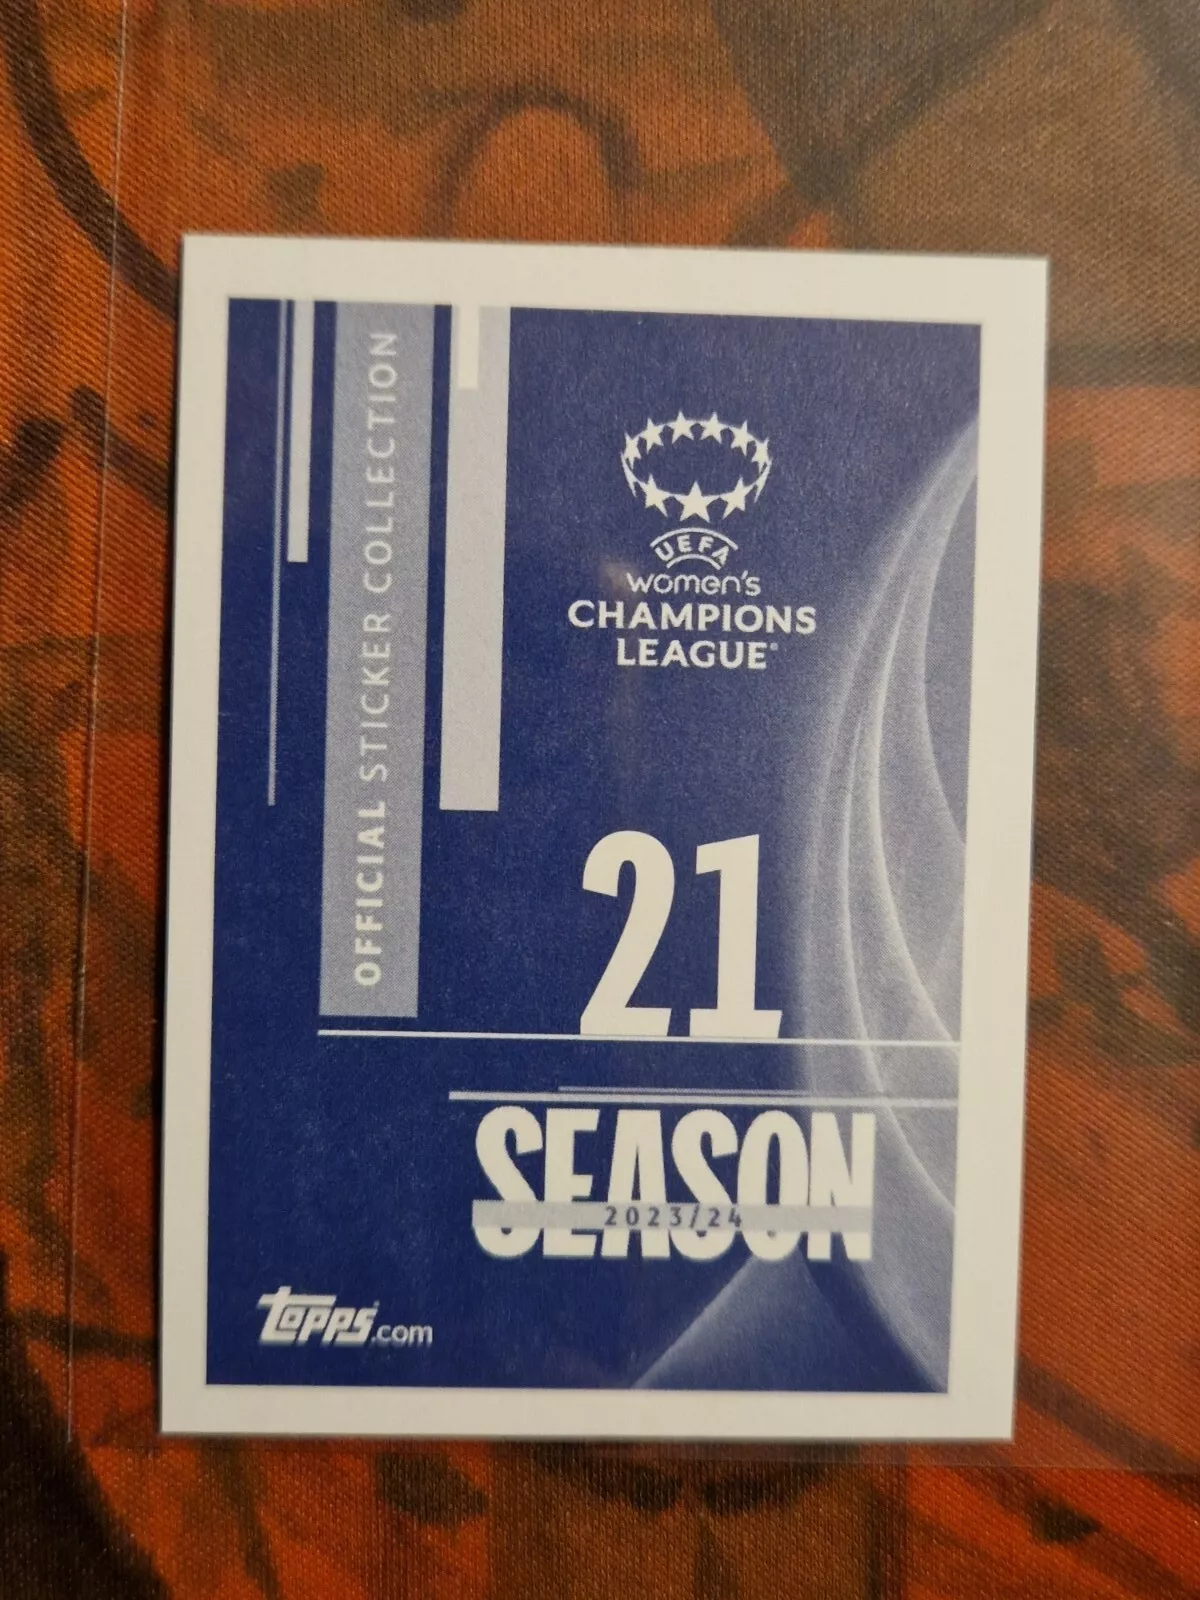 OFFICIAL STICKER COLLECTION
UEFA
women's
CHAMPIONS
LEAGUE®
21
SEASON
2023/24
topps.com